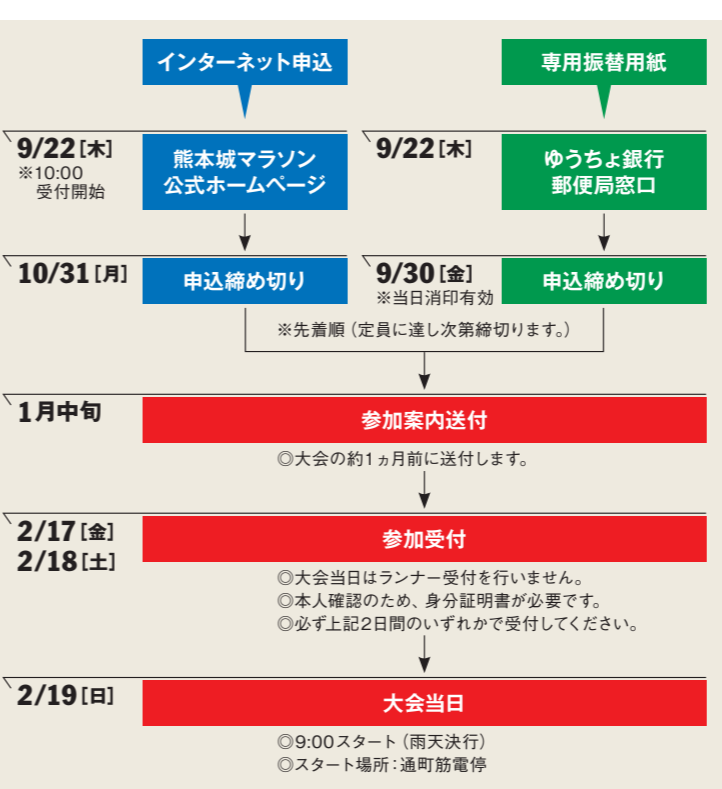 インターネット申込
専用振替用紙
9/22[木]
※10:00
受付開始
熊本城マラソン
公式ホームページ
9/22[木]
ゆうちょ銀行
郵便局窓口
10/31[月]
申込締め切り
9/30[金]
※当日消印有効
申込締め切り
※先着順(定員に達し次第締切ります。)
1月中旬
参加案内送付
◎大会の約1ヵ月前に送付します。
2/17[金]
2/18[土]
参加受付
◎大会当日はランナー受付を行いません。
◎本人確認のため、身分証明書が必要です。
◎必ず上記2日間のいずれかで受付してください。
2/19[日]
大会当日
◎9:00スタート(雨天決行)
◎スタート場所:通町筋電停